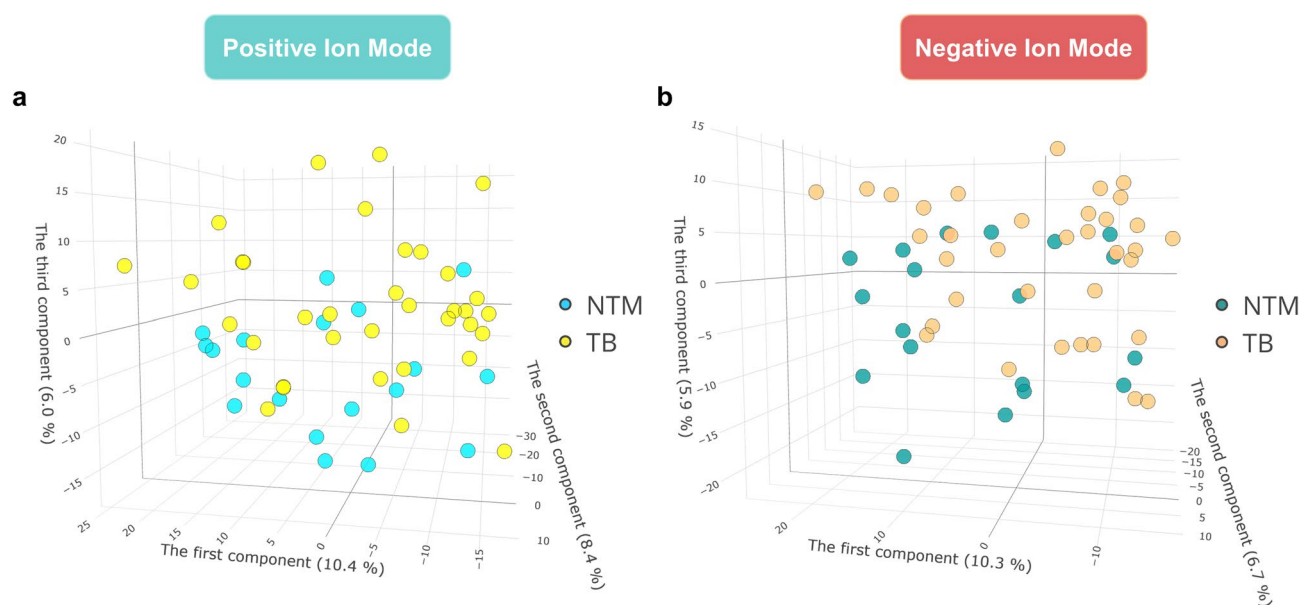 Positive Ion Mode
Negative Ion Mode
a
b
20
15
10
5
0
−5
−10
−15
The third component (6.0 %)
25
20
15
10
5
0
−5
−10
−15
The first component (10.4 %)
−30
−20
−10
0
10
The second component (8.4 %)
NTM
TB
15
10
5
0
−5
−10
−15
−20
The third component (5.9 %)
20
10
0
−10
The first component (10.3 %)
−20
−15
−10
−5
0
5
10
The second component (6.7 %)
NTM
TB